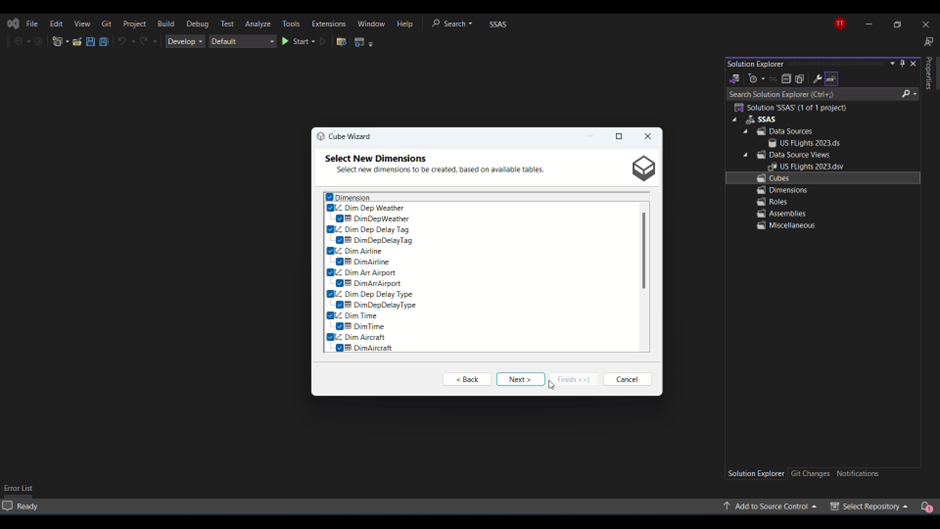 File Edit View Git Project Build Debug Test Analyze Tools Extensions Window Help Search SSAS TT
Develop Default Start
Solution Explorer
Search Solution Explorer (Ctrl+;)
Solution 'SSAS' (1 of 1 project)
SSAS
Data Sources
US FLights 2023.ds
Data Source Views
US FLights 2023.dsv
Cubes
Dimensions
Roles
Assemblies
Miscellaneous
Properties
Cube Wizard
Select New Dimensions
Select new dimensions to be created, based on available tables.
Dimension
Dim Dep Weather
DimDepWeather
Dim Dep Delay Tag
DimDepDelayTag
Dim Airline
DimAirline
Dim Arr Airport
DimArrAirport
Dim Dep Delay Type
DimDepDelayType
Dim Time
DimTime
Dim Aircraft
DimAircraft
< Back Next > Finish >>| Cancel
Solution Explorer Git Changes Notifications
Error List
Ready Add to Source Control Select Repository 1